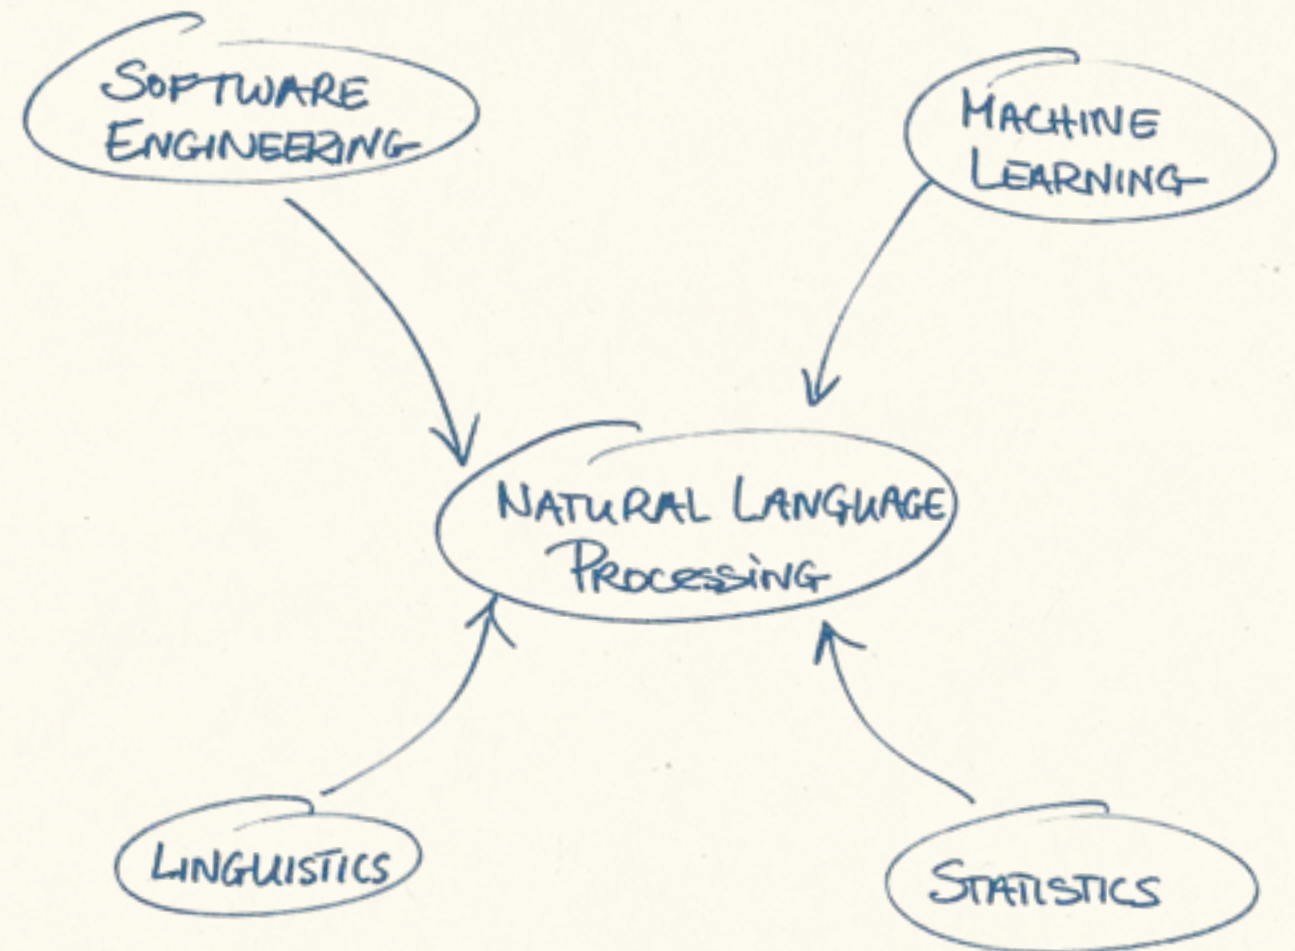 SOFTWARE
ENGINEERING
MACHINE
LEARNING
NATURAL LANGUAGE
PROCESSING
LINGUISTICS
STATISTICS